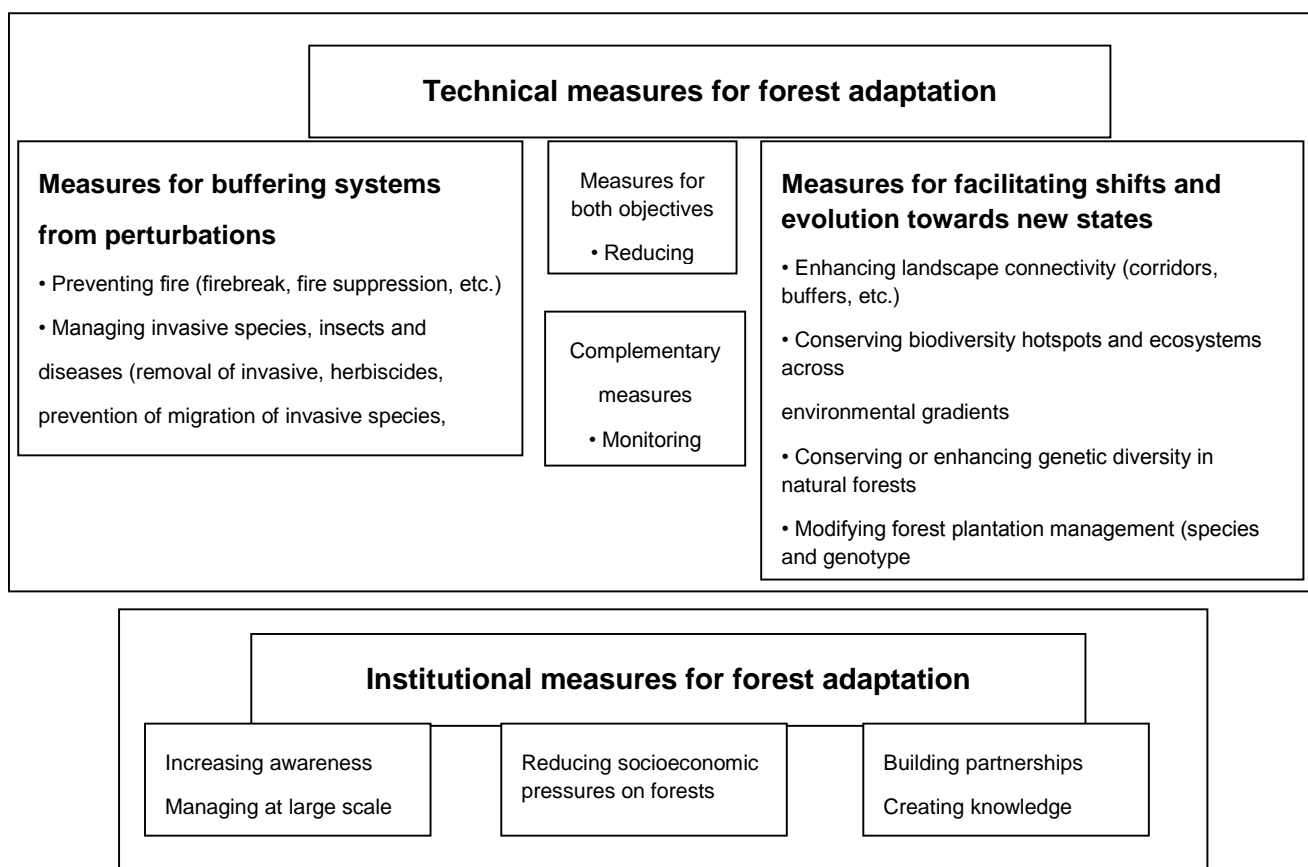 Technical measures for forest adaptation
Measures for buffering systems
from perturbations
• Preventing fire (firebreak, fire suppression, etc.)
• Managing invasive species, insects and
diseases (removal of invasive, herbiscides,
prevention of migration of invasive species,
Measures for
both objectives
• Reducing
Complementary
measures
• Monitoring
Measures for facilitating shifts and
evolution towards new states
• Enhancing landscape connectivity (corridors,
buffers, etc.)
• Conserving biodiversity hotspots and ecosystems
across
environmental gradients
• Conserving or enhancing genetic diversity in
natural forests
• Modifying forest plantation management (species
and genotype
Institutional measures for forest adaptation
Increasing awareness
Managing at large scale
Reducing socioeconomic
pressures on forests
Building partnerships
Creating knowledge